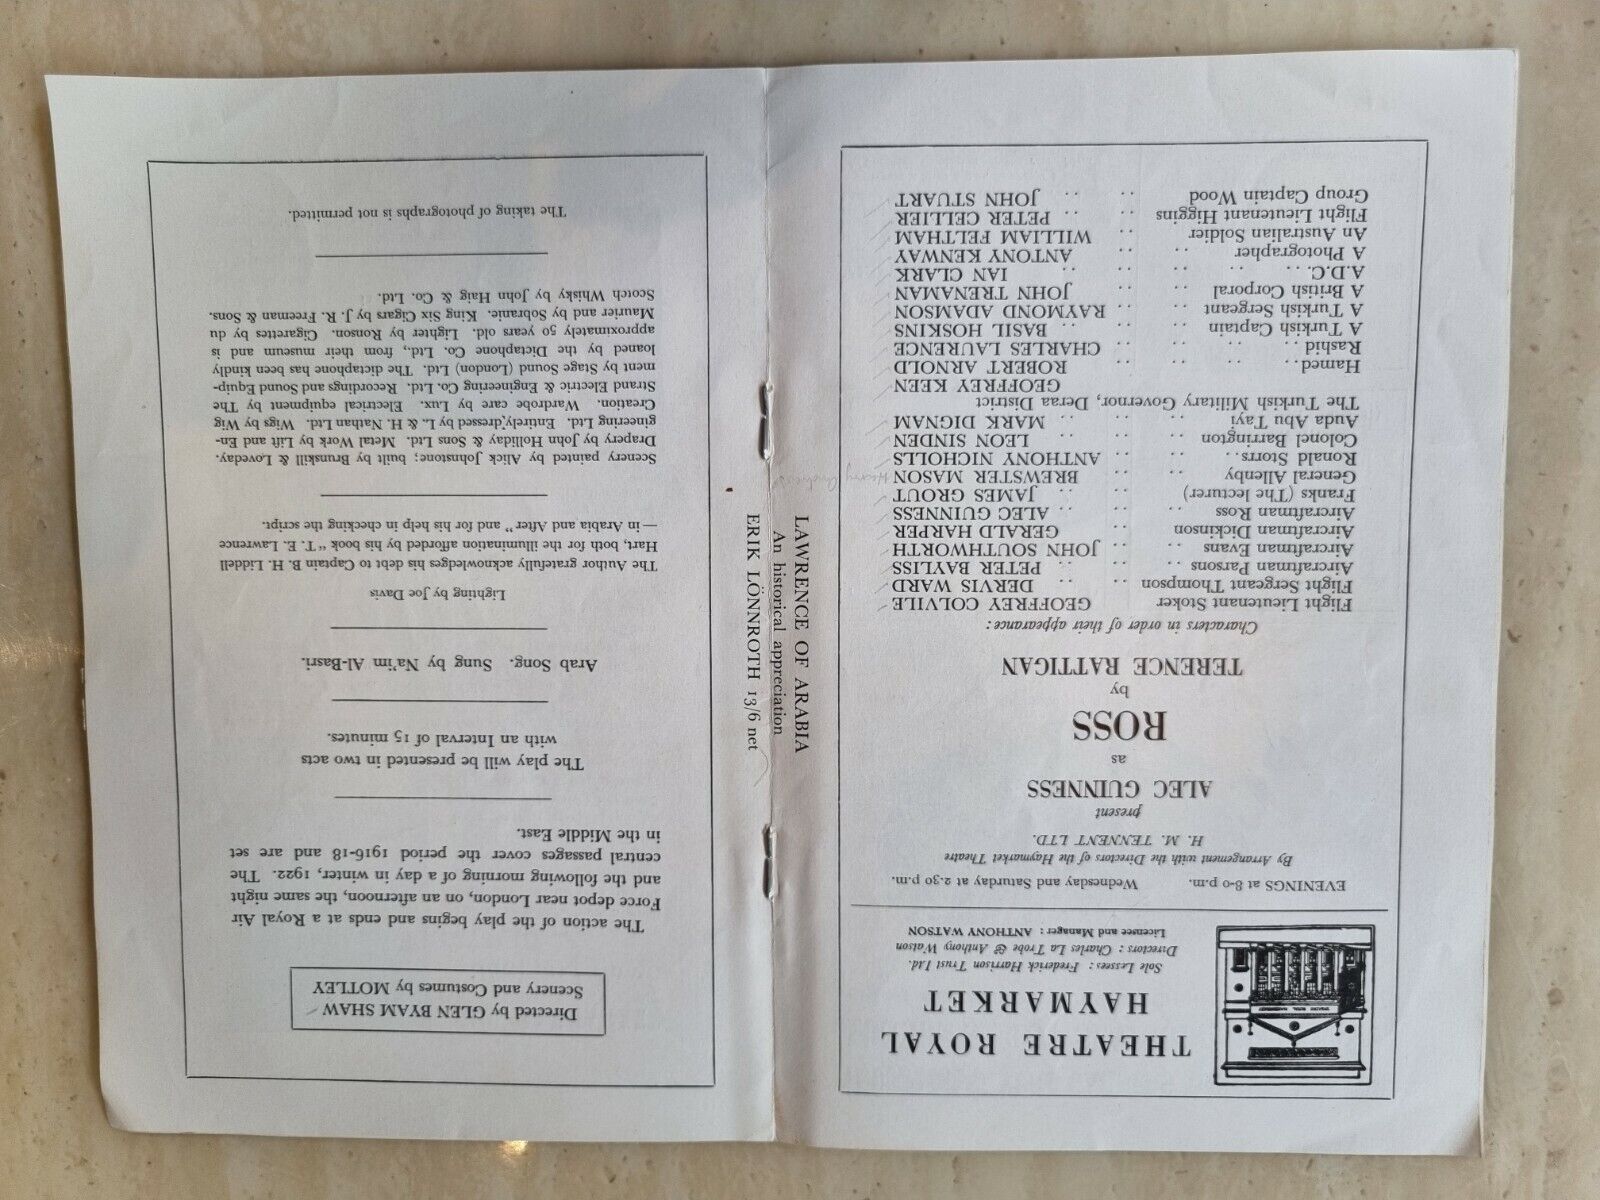 THEATRE ROYAL
HAYMARKET
Sole Lessees : Frederick Harrison Trust Ltd.
Directors : Charles La Trobe & Anthony Watson
Licensee and Manager : ANTHONY WATSON
EVENINGS at 8-0 p.m. Wednesday and Saturday at 2.30 p.m.
By Arrangement with the Directors of the Haymarket Theatre
H. M. TENNENT LTD.
present
ALEC GUINNESS
as
ROSS
by
TERENCE RATTIGAN
Characters in order of their appearance :
Flight Lieutenant Stoker GEOFFREY COLVILE
Flight Sergeant Thompson .. .. DERVIS WARD
Aircraftman Parsons .. .. .. PETER BAYLISS
Aircraftman Evans .. .. .. JOHN SOUTHWORTH
Aircraftman Dickinson .. GERALD HARPER
Aircraftman Ross .. .. .. ALEC GUINNESS
Franks (The lecturer) .. .. .. JAMES GROUT
General Allenby .. .. .. BREWSTER MASON
Ronald Storrs .. .. .. .. ANTHONY NICHOLLS
Colonel Barrington .. .. .. LEON SINDEN
Auda Abu Tayi .. .. .. MARK DIGNAM
The Turkish Military Governor, Deraa District
GEOFFREY KEEN
Hamed .. .. .. .. ROBERT ARNOLD
Rashid .. .. .. .. CHARLES LAURENCE
A Turkish Captain .. .. .. BASIL HOSKINS
A Turkish Sergeant .. .. RAYMOND ADAMSON
A British Corporal .. .. .. JOHN TRENAMAN
A.D.C. .. .. .. .. .. IAN CLARK
A Photographer .. .. .. ANTONY KENWAY
An Australian Soldier .. .. WILLIAM FELTHAM
Flight Lieutenant Higgins .. .. PETER CELLIER
Group Captain Wood .. .. .. JOHN STUART
LAWRENCE OF ARABIA
An historical appreciation
ERIK LÖNNROTH 13/6 net
Directed by GLEN BYAM SHAW
Scenery and Costumes by MOTLEY
The action of the play begins and ends at a Royal Air
Force depot near London, on an afternoon, the same night
and the following morning of a day in winter, 1922. The
central passages cover the period 1916-18 and are set
in the Middle East.
The play will be presented in two acts
with an Interval of 15 minutes.
Arab Song. Sung by Na'im Al-Basri.
Lighting by Joe Davis
The Author gratefully acknowledges his debt to Captain B. H. Liddell
Hart, both for the illumination afforded by his book " T. E. Lawrence
— in Arabia and After " and for his help in checking the script.
Scenery painted by Alick Johnstone; built by Brunskill & Loveday.
Drapery by John Holliday & Sons Ltd. Metal Work by Lift and En-
gineering Ltd. Entirely dressed by L. & H. Nathan Ltd. Wigs by Wig
Creation. Wardrobe care by Lux. Electrical equipment by The
Strand Electric & Engineering Co. Ltd. Recordings and Sound Equip-
ment by Stage Sound (London) Ltd. The dictaphone has been kindly
loaned by the Dictaphone Co. Ltd., from their museum and is
approximately 50 years old. Lighter by Ronson. Cigarettes by du
Maurier and by Sobranie. King Six Cigars by J. R. Freeman & Sons.
Scotch Whisky by John Haig & Co. Ltd.
The taking of photographs is not permitted.